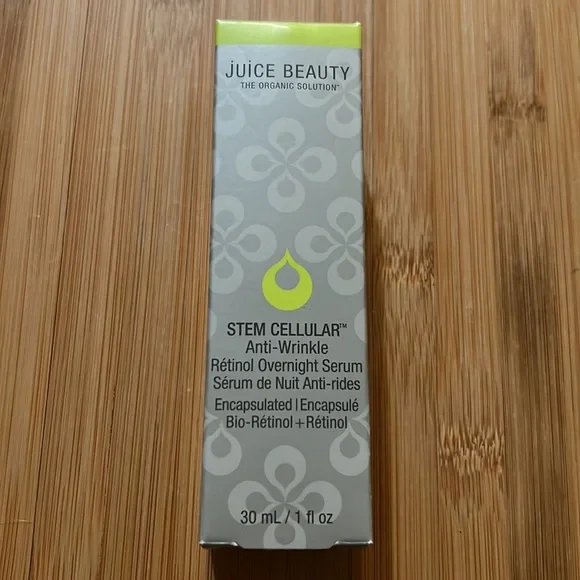 JUICE BEAUTY
THE ORGANIC SOLUTION™
STEM CELLULAR™
Anti-Wrinkle
Rétinol Overnight Serum
Sérum de Nuit Anti-rides
Encapsulated | Encapsulé
Bio-Rétinol + Rétinol
30 mL / 1 fl oz